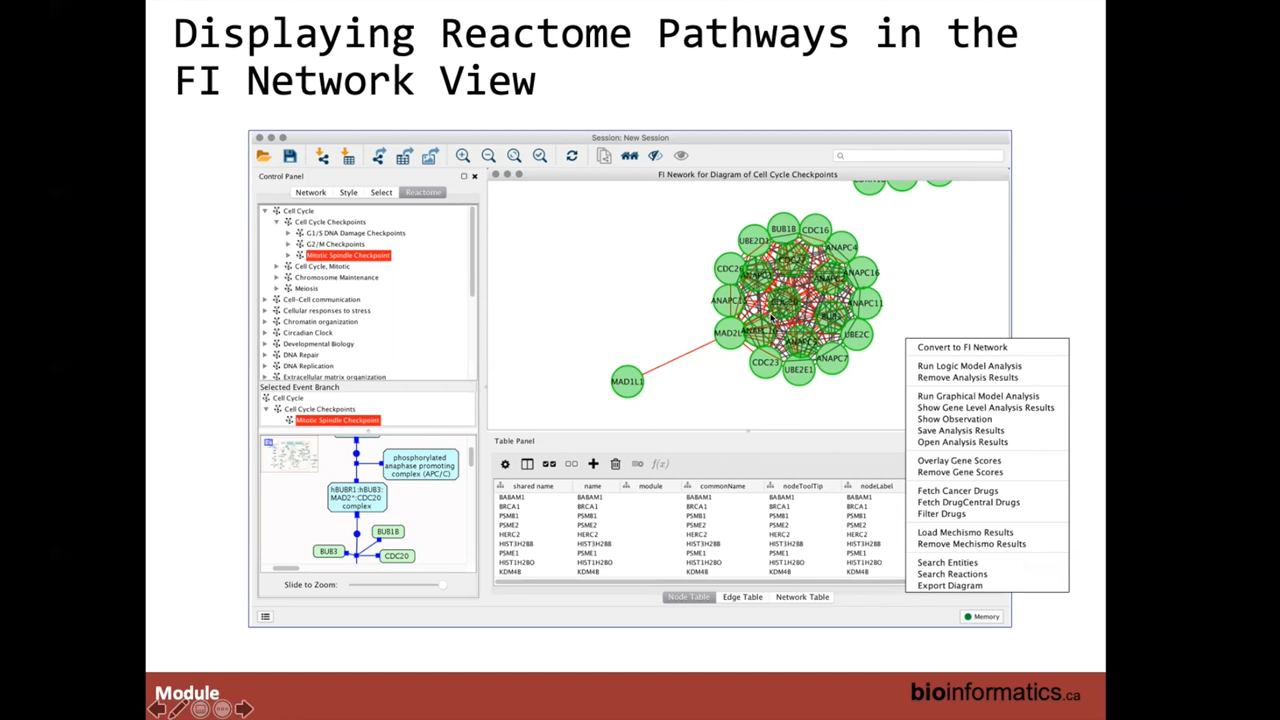 Displaying Reactome Pathways in the
FI Network View
Session: New Session
Control Panel
FI Nework for Diagram of Cell Cycle Checkpoints
Network Style Select Reactome
Cell Cycle
Cell Cycle Checkpoints
G1/S DNA Damage Checkpoints
G2/M Checkpoints
Mitotic Spindle Checkpoint
Cell Cycle, Mitotic
Chromosome Maintenance
Meiosis
Cell-Cell communication
Cellular responses to stress
Chromatin organization
Circadian Clock
Developmental Biology
DNA Repair
DNA Replication
Extracellular matrix organization
Selected Event Branch
Cell Cycle
Cell Cycle Checkpoints
Mitotic Spindle Checkpoint
phosphorylated
anaphase promoting
complex (APC/C)
hBUBR1:hBUB3:
MAD2*:CDC20
complex
BUB1B
BUB3
CDC20
Slide to Zoom:
BUB1B
CDC16
UBE2D1
ANAPC4
CDC26
ANAPC16
ANAPC11
MAD2L
UBE2C
CDC23
ANAPC7
UBE2E1
MAD1L1
Table Panel
f(x)
shared name name module commonName nodeToolTip nodeLabel
BABAM1 BABAM1 BABAM1 BABAM1 BABAM1
BRCA1 BRCA1 BRCA1 BRCA1 BRCA1
PSMB1 PSMB1 PSMB1 PSMB1 PSMB1
PSME2 PSME2 PSME2 PSME2 PSME2
HERC2 HERC2 HERC2 HERC2 HERC2
HIST3H2BB HIST3H2BB HIST3H2BB HIST3H2BB HIST3H2BB
PSME1 PSME1 PSME1 PSME1 PSME1
HIST1H2BO HIST1H2BO HIST1H2BO HIST1H2BO HIST1H2BO
KDM4B KDM4B KDM4B KDM4B KDM4B
Node Table Edge Table Network Table
Memory
Convert to FI Network
Run Logic Model Analysis
Remove Analysis Results
Run Graphical Model Analysis
Show Gene Level Analysis Results
Show Observation
Save Analysis Results
Open Analysis Results
Overlay Gene Scores
Remove Gene Scores
Fetch Cancer Drugs
Fetch DrugCentral Drugs
Filter Drugs
Load Mechismo Results
Remove Mechismo Results
Search Entities
Search Reactions
Export Diagram
Module
bioinformatics.ca